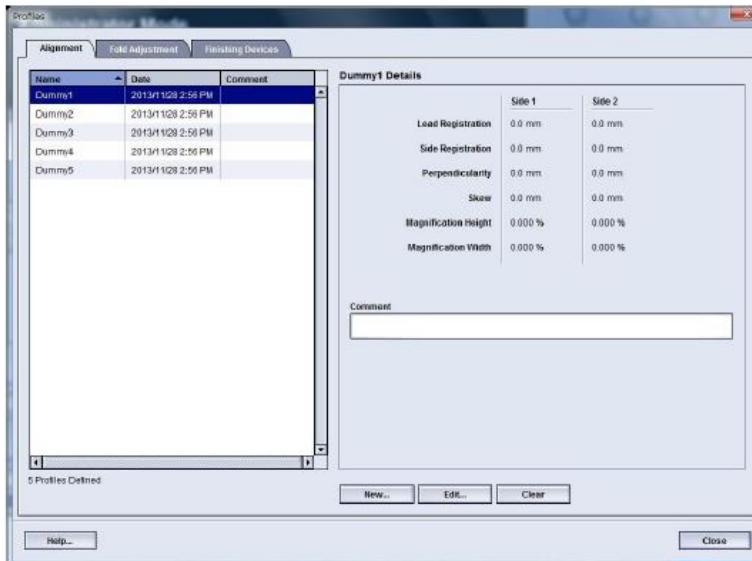 Profiles
Administrator Mode
Alignment Fold Adjustment Finishing Devices
Name Date Comment
Dummy1 2013/11/28 2:56 PM
Dummy2 2013/11/28 2:56 PM
Dummy3 2013/11/28 2:56 PM
Dummy4 2013/11/28 2:56 PM
Dummy5 2013/11/28 2:56 PM
5 Profiles Defined
Dummy1 Details
Side 1 Side 2
Lead Registration 0.0 mm 0.0 mm
Side Registration 0.0 mm 0.0 mm
Perpendicularity 0.0 mm 0.0 mm
Skew 0.0 mm 0.0 mm
Magnification Height 0.000 % 0.000 %
Magnification Width 0.000 % 0.000 %
Comment
New... Edit... Clear
Help... Close